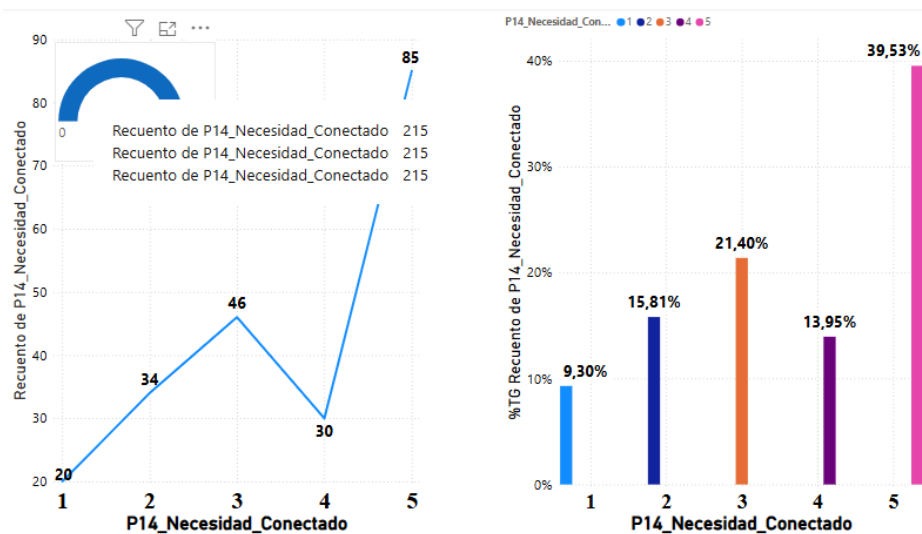 90
80
70
60
50
40
30
20
Recuento de P14_Necesidad_Conectado
0
Recuento de P14_Necesidad_Conectado 215
Recuento de P14_Necesidad_Conectado 215
Recuento de P14_Necesidad_Conectado 215
20
34
46
30
85
1 2 3 4 5
P14_Necesidad_Conectado
P14_Necesidad_Con... 1 2 3 4 5
40%
30%
20%
10%
0%
%TG Recuento de P14_Necesidad_Conectado
9,30%
15,81%
21,40%
13,95%
39,53%
1 2 3 4 5
P14_Necesidad_Conectado